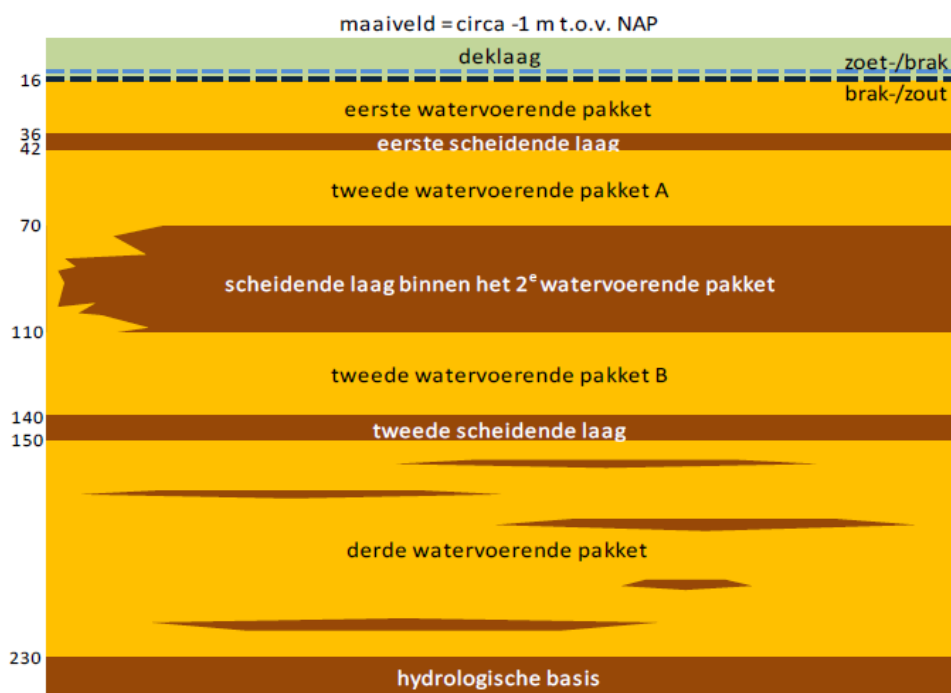 maaiveld = circa -1 m t.o.v. NAP
deklaag
zoet-/brak
16
brak-/zout
eerste watervoerende pakket
36
eerste scheidende laag
42
tweede watervoerende pakket A
70
scheidende laag binnen het 2e watervoerende pakket
110
tweede watervoerende pakket B
140
tweede scheidende laag
150
derde watervoerende pakket
230
hydrologische basis